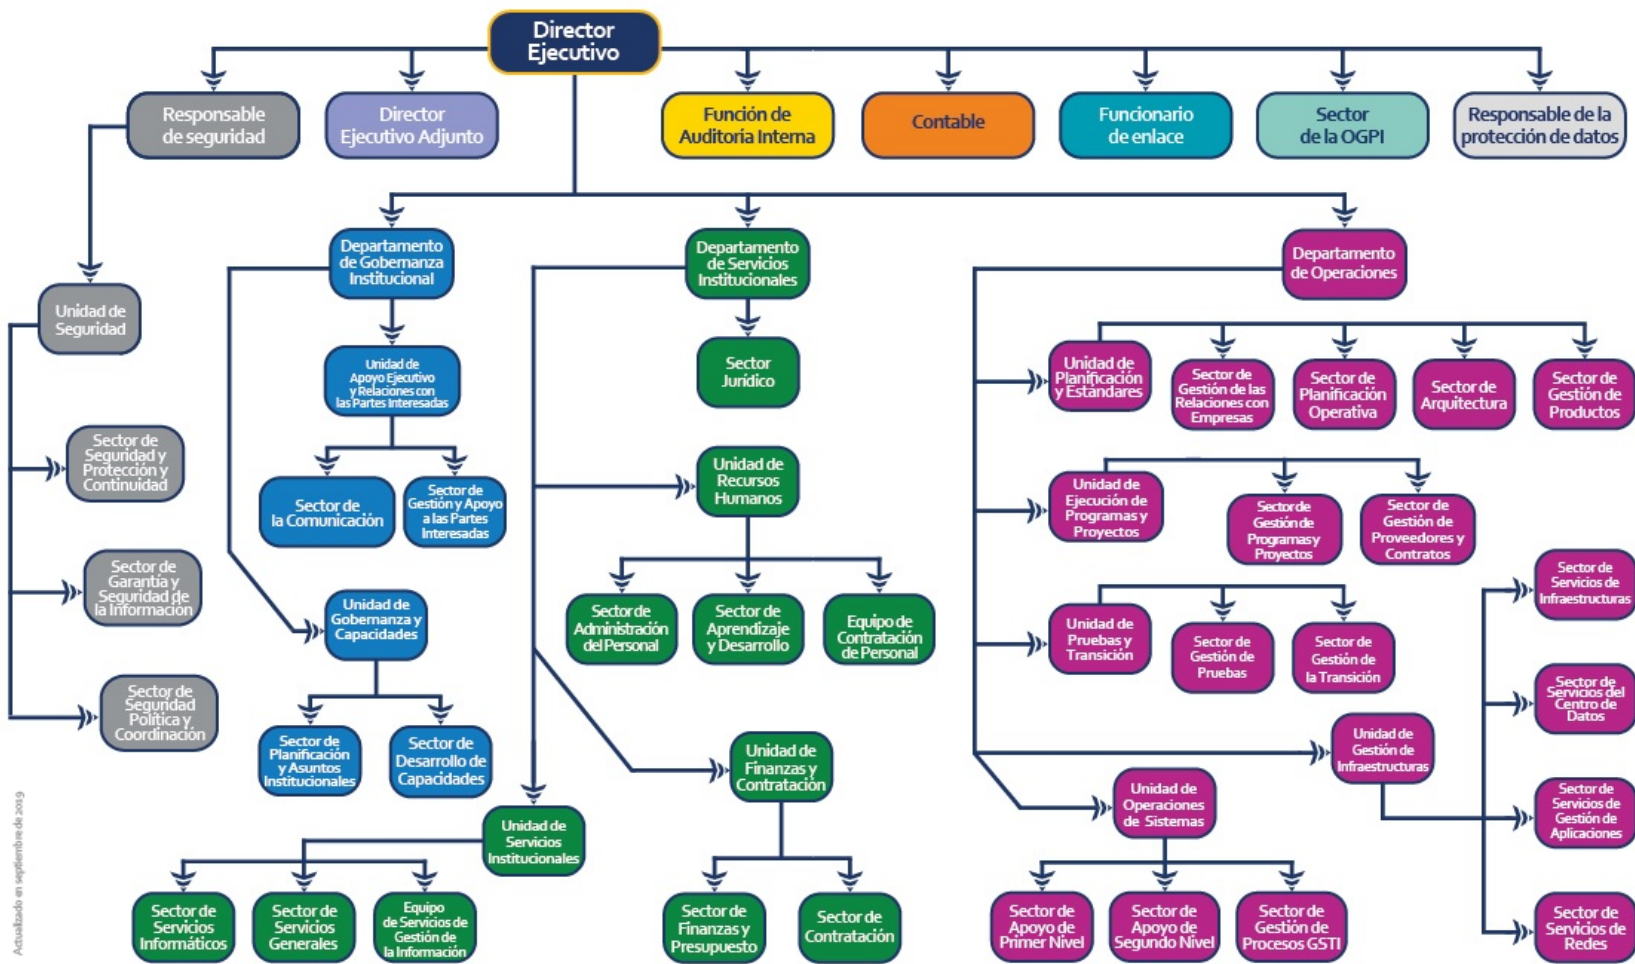 Director
Ejecutivo
Responsable
de seguridad
Director
Ejecutivo Adjunto
Función de
Auditoria Interna
Contable
Funcionario
de enlace
Sector
de la OGPI
Responsable de la
protección de datos
Departamento
de Gobernanza
Institucional
Departamento
de Servicios
Institucionales
Departamento
de Operaciones
Unidad de
Seguridad
Sector de
Seguridad y
Protección y
Continuidad
Sector de
Garantía y
Seguridad de
la Información
Sector de
Seguridad
Política y
Coordinación
Unidad de
Apoyo Ejecutivo
y Relaciones con
las Partes Interesadas
Sector de
la Comunicación
Sector de
Gestión y Apoyo
a las Partes
Interesadas
Unidad de
Gobernanza y
Capacidades
Sector de
Planificación
y Asuntos
Institucionales
Sector de
Desarrollo de
Capacidades
Sector
Jurídico
Unidad de
Recursos
Humanos
Sector de
Administración
del Personal
Sector de
Aprendizaje
y Desarrollo
Equipo de
Contratación
de Personal
Unidad de
Finanzas y
Contratación
Sector de
Finanzas y
Presupuesto
Sector de
Contratación
Unidad de
Servicios
Institucionales
Sector de
Servicios
Informáticos
Sector de
Servicios
Generales
Equipo
de Servicios de
Gestión de
la Información
Unidad de
Planificación
y Estándares
Sector de
Gestión de las
Relaciones con
Empresas
Sector de
Planificación
Operativa
Sector de
Arquitectura
Sector de
Gestión de
Productos
Unidad de
Ejecución de
Programas y
Proyectos
Sector de
Gestión de
Programas y
Proyectos
Sector de
Gestión de
Proveedores y
Contratos
Unidad de
Pruebas y
Transición
Sector de
Gestión de
Pruebas
Sector de
Gestión de
la Transición
Unidad de
Gestión de
Infraestructuras
Sector de
Servicios de
Infraestructuras
Sector de
Servicios del
Centro de
Datos
Sector de
Servicios de
Gestión de
Aplicaciones
Sector de
Servicios de
Redes
Unidad de
Operaciones
de Sistemas
Sector de
Apoyo de
Primer Nivel
Sector de
Apoyo de
Segundo Nivel
Sector de
Gestión de
Procesos GSTI
Actualizado en septiembre de 2019